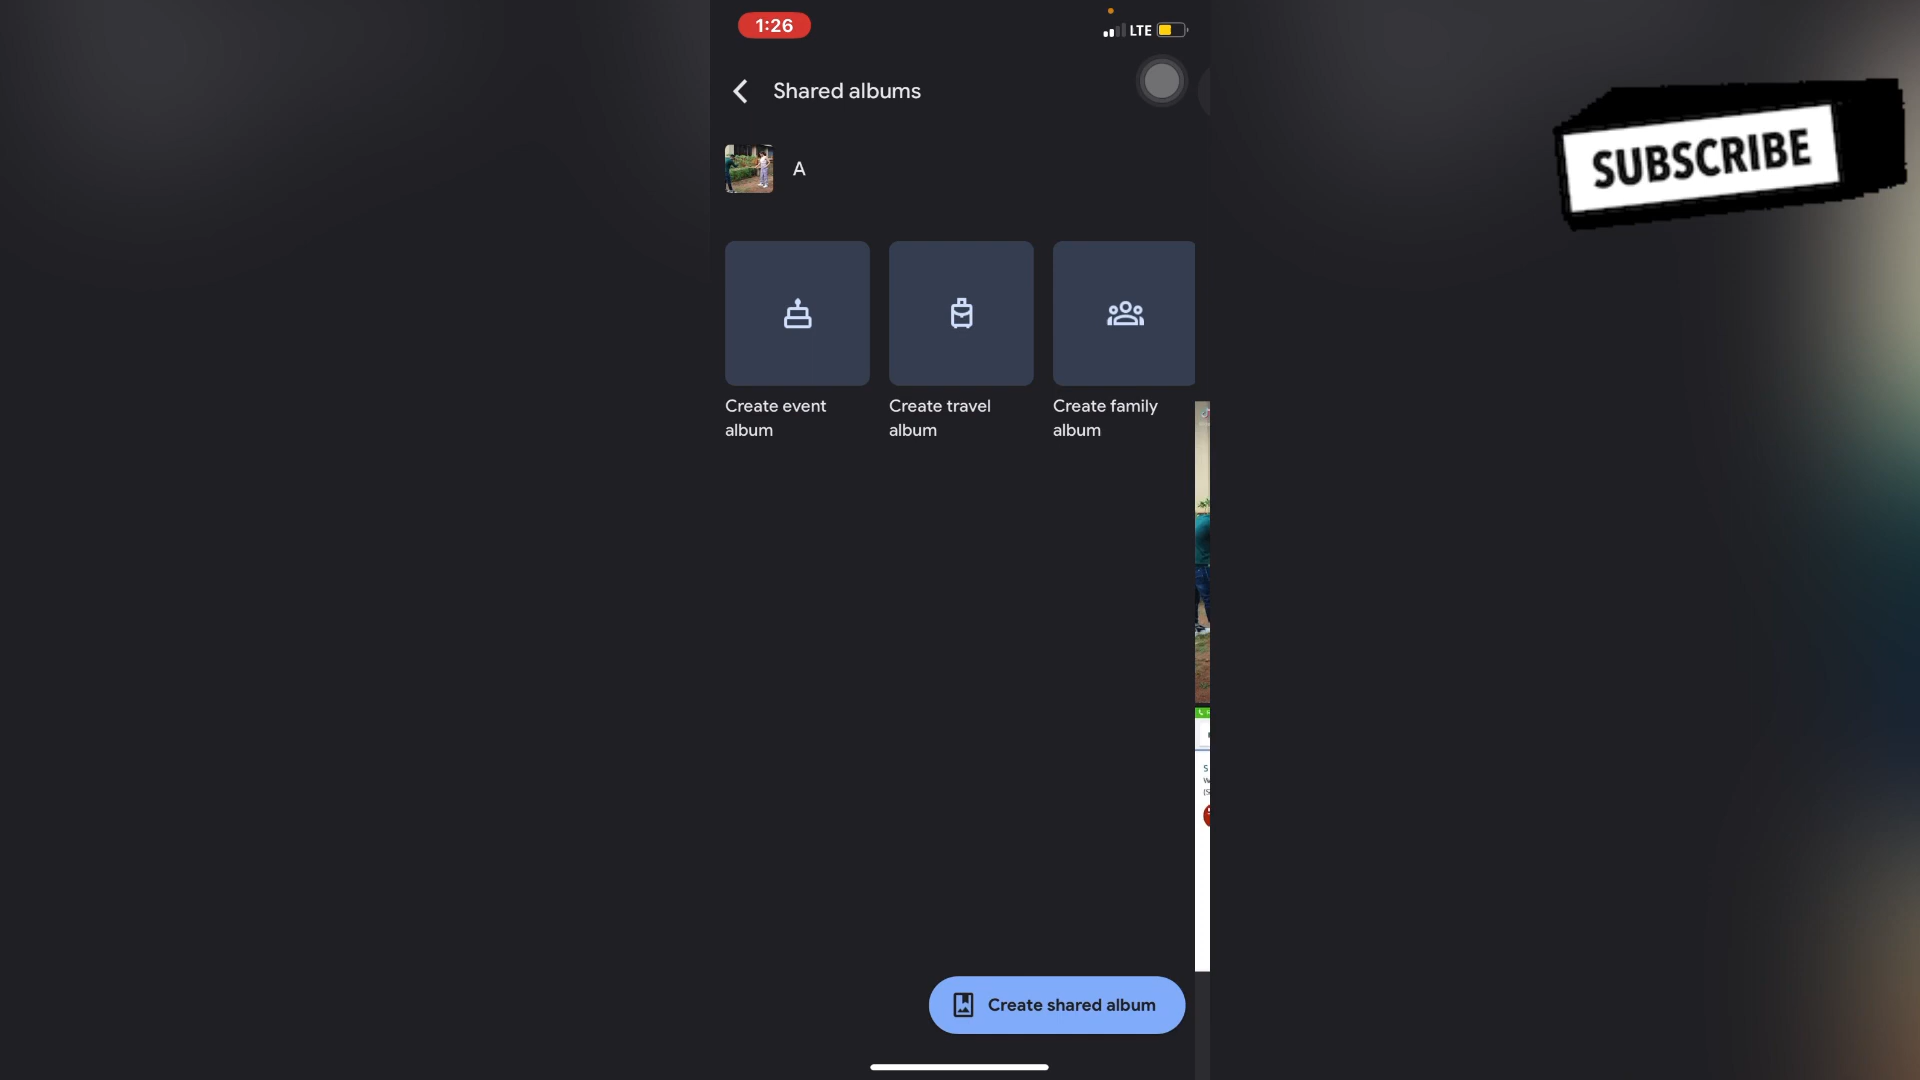 1:26
LTE
Shared albums
A
Create event
album
Create travel
album
Create family
album
Create shared album
SUBSCRIBE